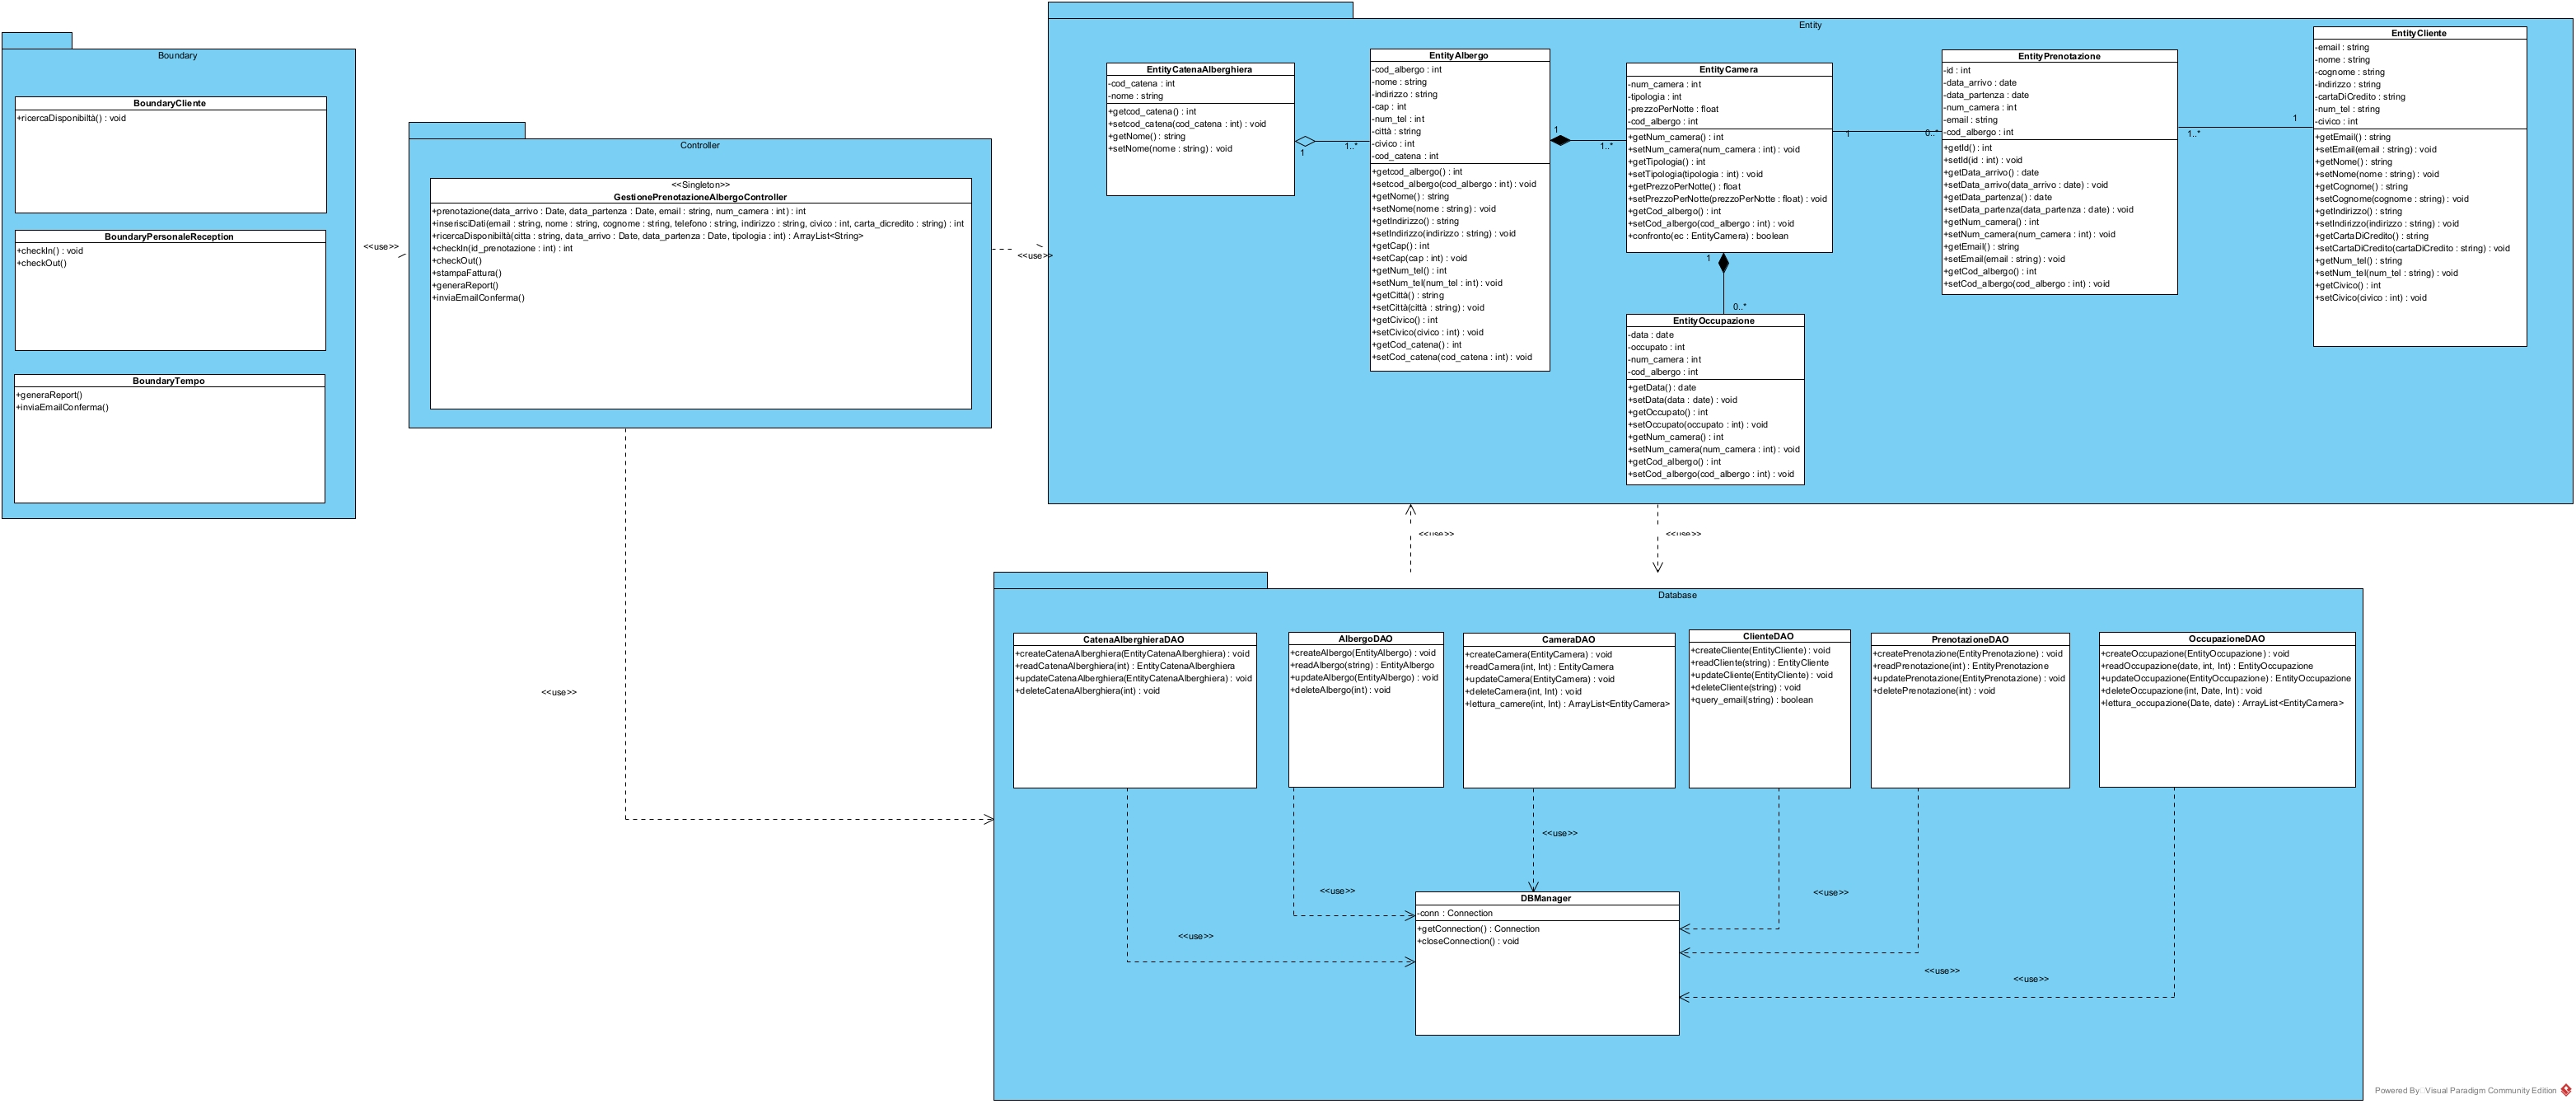 Boundary
BoundaryCliente
+ricercaDisponibiltà() : void
BoundaryPersonaleReception
+checkIn() : void
+checkOut()
BoundaryTempo
+generaReport()
+inviaEmailConferma()
<<use>>
Controller
<<Singleton>>
GestionePrenotazioneAlbergoController
+prenotazione(data_arrivo : Date, data_partenza : Date, email : string, num_camera : int) : int
+inserisciDati(email : string, nome : string, cognome : string, telefono : string, indirizzo : string, civico : int, carta_dicredito : string) : int
+ricercaDisponibiltà(citta : string, data_arrivo : Date, data_partenza : Date, tipologia : int) : ArrayList<String>
+checkIn(id_prenotazione : int) : int
+checkOut()
+stampaFattura()
+generaReport()
+inviaEmailConferma()
<<use>>
<<use>>
Entity
EntityCatenaAlberghiera
-cod_catena : int
-nome : string
+getcod_catena() : int
+setcod_catena(cod_catena : int) : void
+getNome() : string
+setNome(nome : string) : void
1
1..*
EntityAlbergo
-cod_albergo : int
-nome : string
-indirizzo : string
-cap : int
-num_tel : int
-città : string
-civico : int
-cod_catena : int
+getcod_albergo() : int
+setcod_albergo(cod_albergo : int) : void
+getNome() : string
+setNome(nome : string) : void
+getIndirizzo() : string
+setIndirizzo(indirizzo : string) : void
+getCap() : int
+setCap(cap : int) : void
+getNum_tel() : int
+setNum_tel(num_tel : int) : void
+getCittà() : string
+setCittà(città : string) : void
+getCivico() : int
+setCivico(civico : int) : void
+getCod_catena() : int
+setCod_catena(cod_catena : int) : void
1
1..*
EntityCamera
-num_camera : int
-tipologia : int
-prezzoPerNotte : float
-cod_albergo : int
+getNum_camera() : int
+setNum_camera(num_camera : int) : void
+getTipologia() : int
+setTipologia(tipologia : int) : void
+getPrezzoPerNotte() : float
+setPrezzoPerNotte(prezzoPerNotte : float) : void
+getCod_albergo() : int
+setCod_albergo(cod_albergo : int) : void
+confronto(ec : EntityCamera) : boolean
1
0..*
1
0..*
EntityOccupazione
-data : date
-occupato : int
-num_camera : int
-cod_albergo : int
+getData() : date
+setData(data : date) : void
+getOccupato() : int
+setOccupato(occupato : int) : void
+getNum_camera() : int
+setNum_camera(num_camera : int) : void
+getCod_albergo() : int
+setCod_albergo(cod_albergo : int) : void
EntityPrenotazione
-id : int
-data_arrivo : date
-data_partenza : date
-num_camera : int
-email : string
-cod_albergo : int
+getId() : int
+setId(id : int) : void
+getData_arrivo() : date
+setData_arrivo(data_arrivo : date) : void
+getData_partenza() : date
+setData_partenza(data_partenza : date) : void
+getNum_camera() : int
+setNum_camera(num_camera : int) : void
+getEmail() : string
+setEmail(email : string) : void
+getCod_albergo() : int
+setCod_albergo(cod_albergo : int) : void
1..*
1
EntityCliente
-email : string
-nome : string
-cognome : string
-indirizzo : string
-cartaDiCredito : string
-num_tel : string
-civico : int
+getEmail() : string
+setEmail(email : string) : void
+getNome() : string
+setNome(nome : string) : void
+getCognome() : string
+setCognome(cognome : string) : void
+getIndirizzo() : string
+setIndirizzo(indirizzo : string) : void
+getCartaDiCredito() : string
+setCartaDiCredito(cartaDiCredito : string) : void
+getNum_tel() : string
+setNum_tel(num_tel : string) : void
+getCivico() : int
+setCivico(civico : int) : void
<<use>>
<<use>>
Database
CatenaAlberghieraDAO
+createCatenaAlberghiera(EntityCatenaAlberghiera) : void
+readCatenaAlberghiera(int) : EntityCatenaAlberghiera
+updateCatenaAlberghiera(EntityCatenaAlberghiera) : void
+deleteCatenaAlberghiera(int) : void
AlbergoDAO
+createAlbergo(EntityAlbergo) : void
+readAlbergo(string) : EntityAlbergo
+updateAlbergo(EntityAlbergo) : void
+deleteAlbergo(int) : void
CameraDAO
+createCamera(EntityCamera) : void
+readCamera(int, Int) : EntityCamera
+updateCamera(EntityCamera) : void
+deleteCamera(int, Int) : void
+lettura_camere(int, Int) : ArrayList<EntityCamera>
ClienteDAO
+createCliente(EntityCliente) : void
+readCliente(string) : EntityCliente
+updateCliente(EntityCliente) : void
+deleteCliente(string) : void
+query_email(string) : boolean
PrenotazioneDAO
+createPrenotazione(EntityPrenotazione) : void
+readPrenotazione(int) : EntityPrenotazione
+updatePrenotazione(EntityPrenotazione) : void
+deletePrenotazione(int) : void
OccupazioneDAO
+createOccupazione(EntityOccupazione) : void
+readOccupazione(date, int, Int) : EntityOccupazione
+updateOccupazione(EntityOccupazione) : EntityOccupazione
+deleteOccupazione(int, Date, Int) : void
+lettura_occupazione(Date, date) : ArrayList<EntityCamera>
<<use>>
<<use>>
<<use>>
<<use>>
<<use>>
<<use>>
DBManager
-conn : Connection
+getConnection() : Connection
+closeConnection() : void
Powered By Visual Paradigm Community Edition